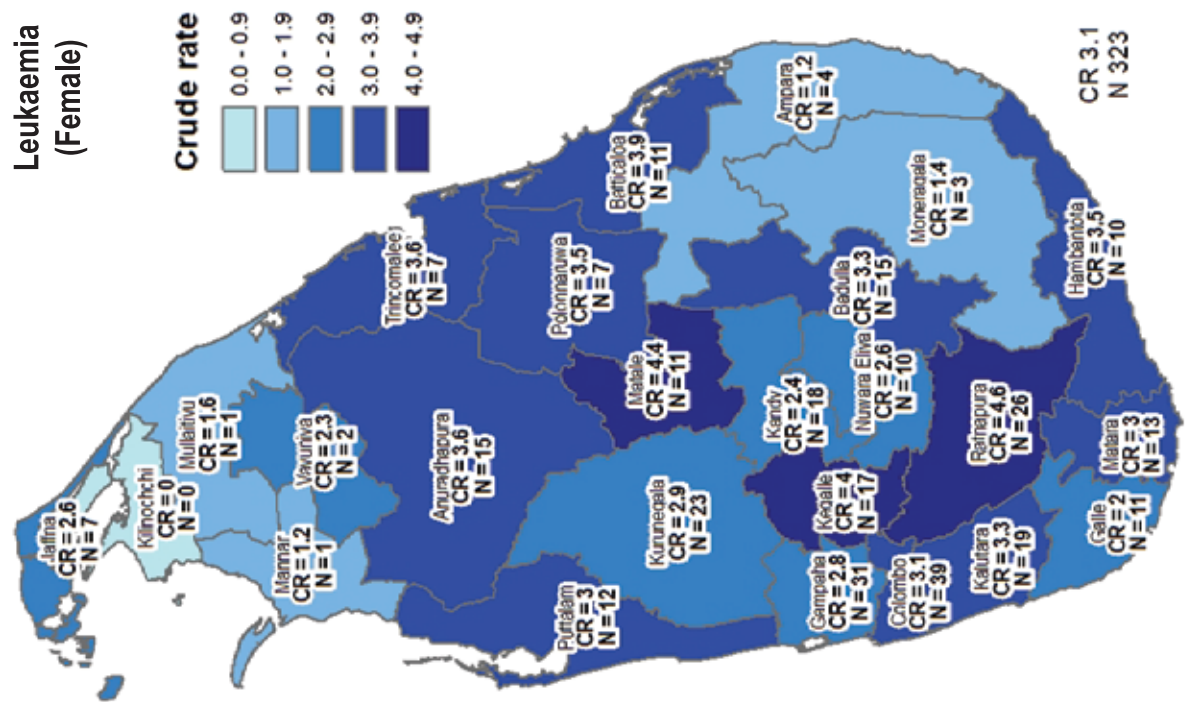 Leukaemia
(Female)
Crude rate
0.0 - 0.9
1.0 - 1.9
2.0 - 2.9
3.0 - 3.9
4.0 - 4.9
Jaffna
CR = 2.6
N = 7
Kilinochchi
CR = 0
N = 0
Mullaitivu
CR = 1.6
N = 1
Mannar
CR = 1.2
N = 1
Vavuniya
CR = 2.3
N = 2
Trincomalee
CR = 3.6
N = 7
Anuradhapura
CR = 3.6
N = 15
Polonnaruwa
CR = 3.5
N = 7
Batticaloa
CR = 3.9
N = 11
Puttalam
CR = 3
N = 12
Kurunegala
CR = 2.9
N = 23
Matale
CR = 4.4
N = 11
Ampara
CR = 1.2
N = 4
Kandy
CR = 2.4
N = 18
Gampaha
CR = 2.8
N = 31
Kegalle
CR = 4
N = 17
Nuwara Eliya
CR = 2.6
N = 10
Badulla
CR = 3.3
N = 15
Moneragala
CR = 1.4
N = 3
Colombo
CR = 3.1
N = 39
Ratnapura
CR = 4.6
N = 26
Kalutara
CR = 3.3
N = 19
Hambantota
CR = 3.5
N = 10
Galle
CR = 2
N = 11
Matara
CR = 3
N = 13
CR 3.1
N 323